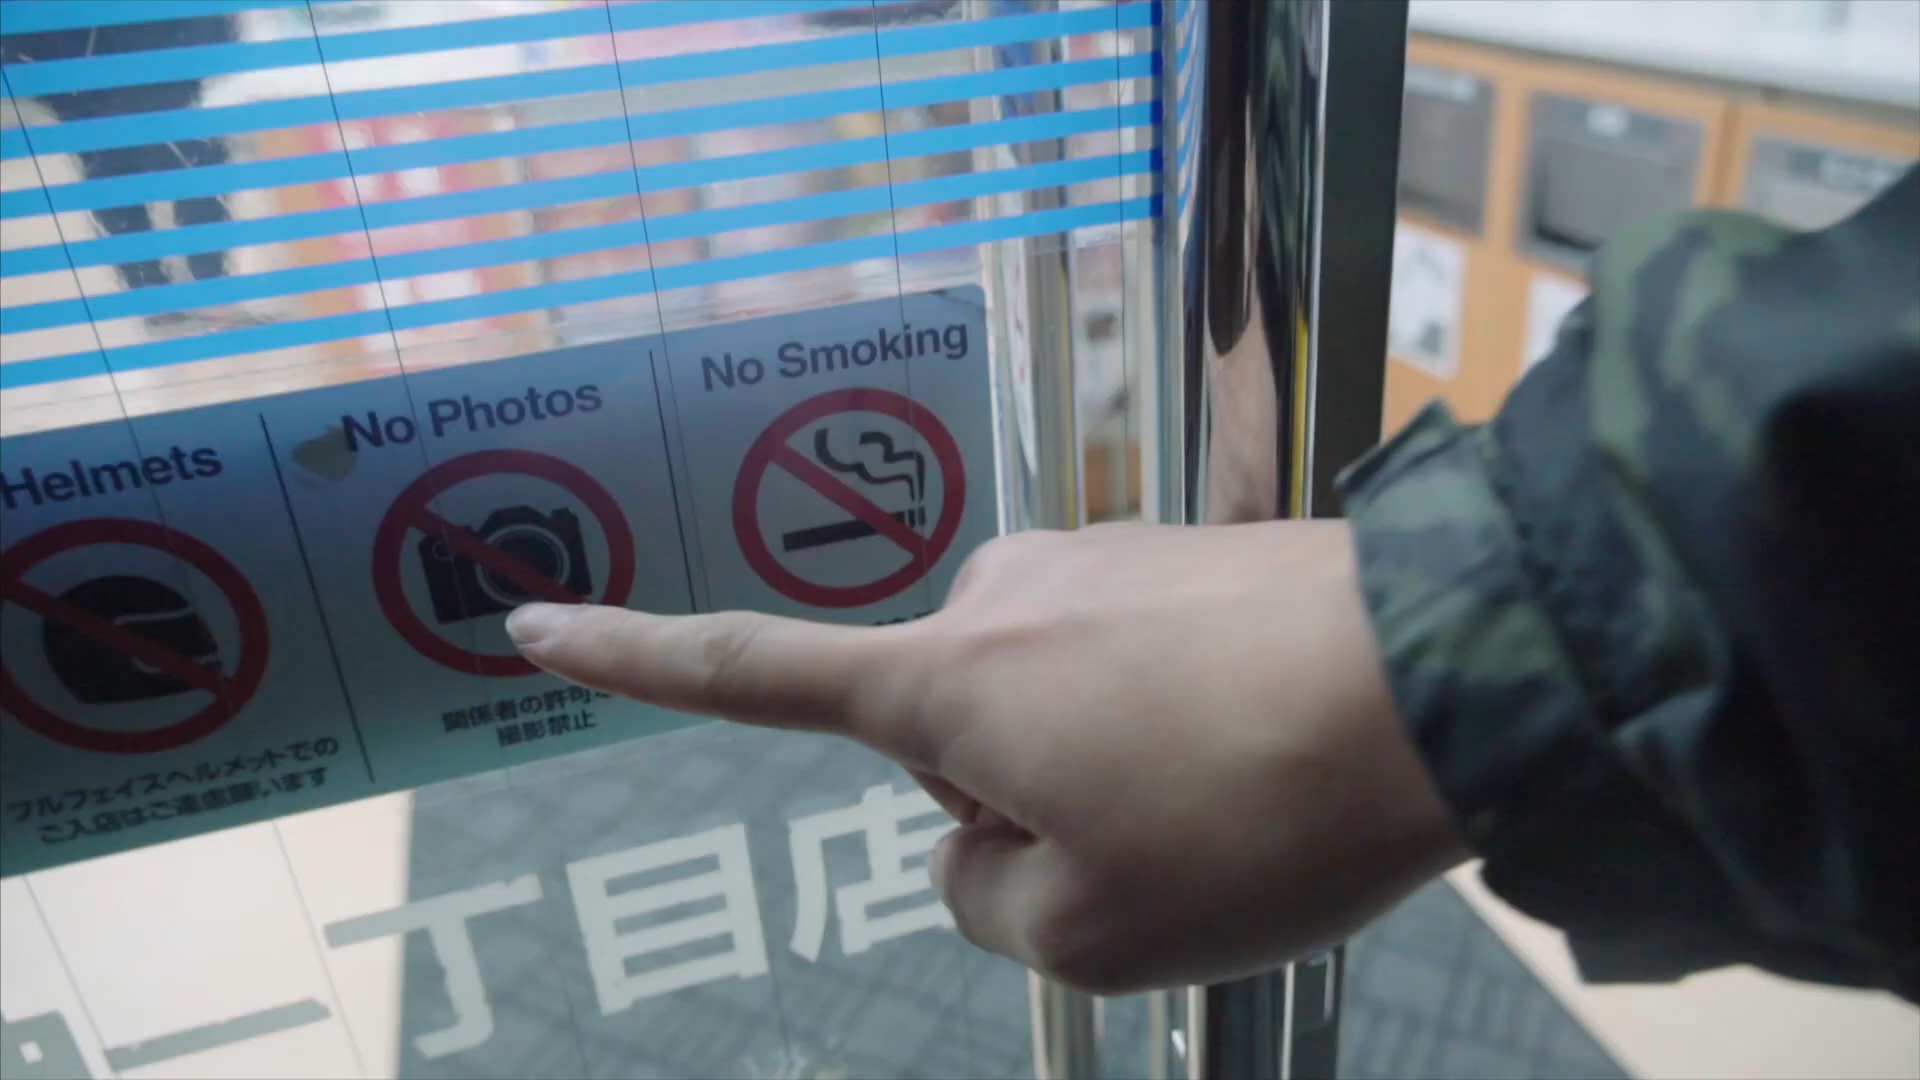 Helmets
No Photos
No Smoking
フルフェイスヘルメットでの
ご入店はご遠慮願います
関係者の許可
撮影禁止
一丁目店